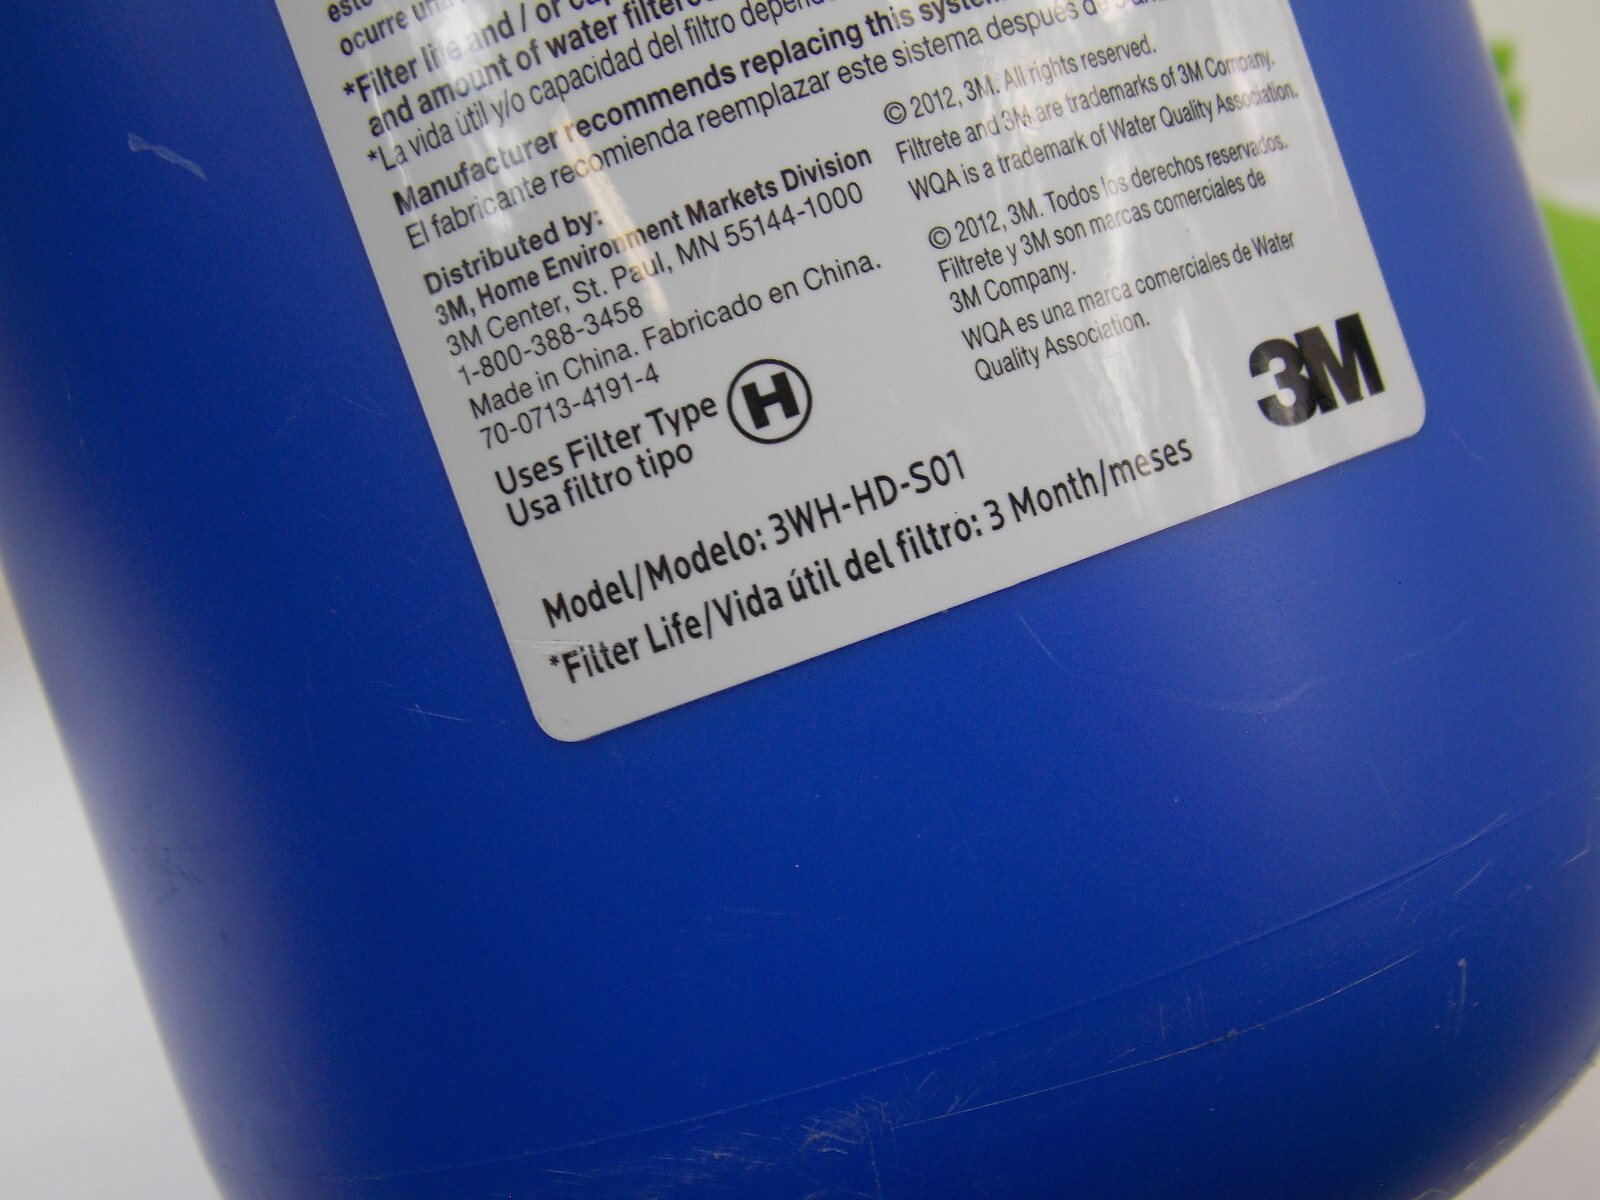 este
ocurre una
*Filter life and / or
and amount of water filtered
*La vida útil y/o capacidad del filtro depende
Manufacturer recommends replacing this system
El fabricante recomienda reemplazar este sistema después de
Distributed by:
3M, Home Environment Markets Division
3M Center, St. Paul, MN 55144-1000
1-800-388-3458
Made in China. Fabricado en China.
70-0713-4191-4
Uses Filter Type H
Usa filtro tipo
© 2012, 3M. All rights reserved.
Filtrete and 3M are trademarks of 3M Company.
WQA is a trademark of Water Quality Association.
© 2012, 3M. Todos los derechos reservados.
Filtrete y 3M son marcas comerciales de
3M Company.
WQA es una marca comerciales de Water
Quality Association.
3M
Model/Modelo: 3WH-HD-S01
*Filter Life/Vida útil del filtro: 3 Month/meses